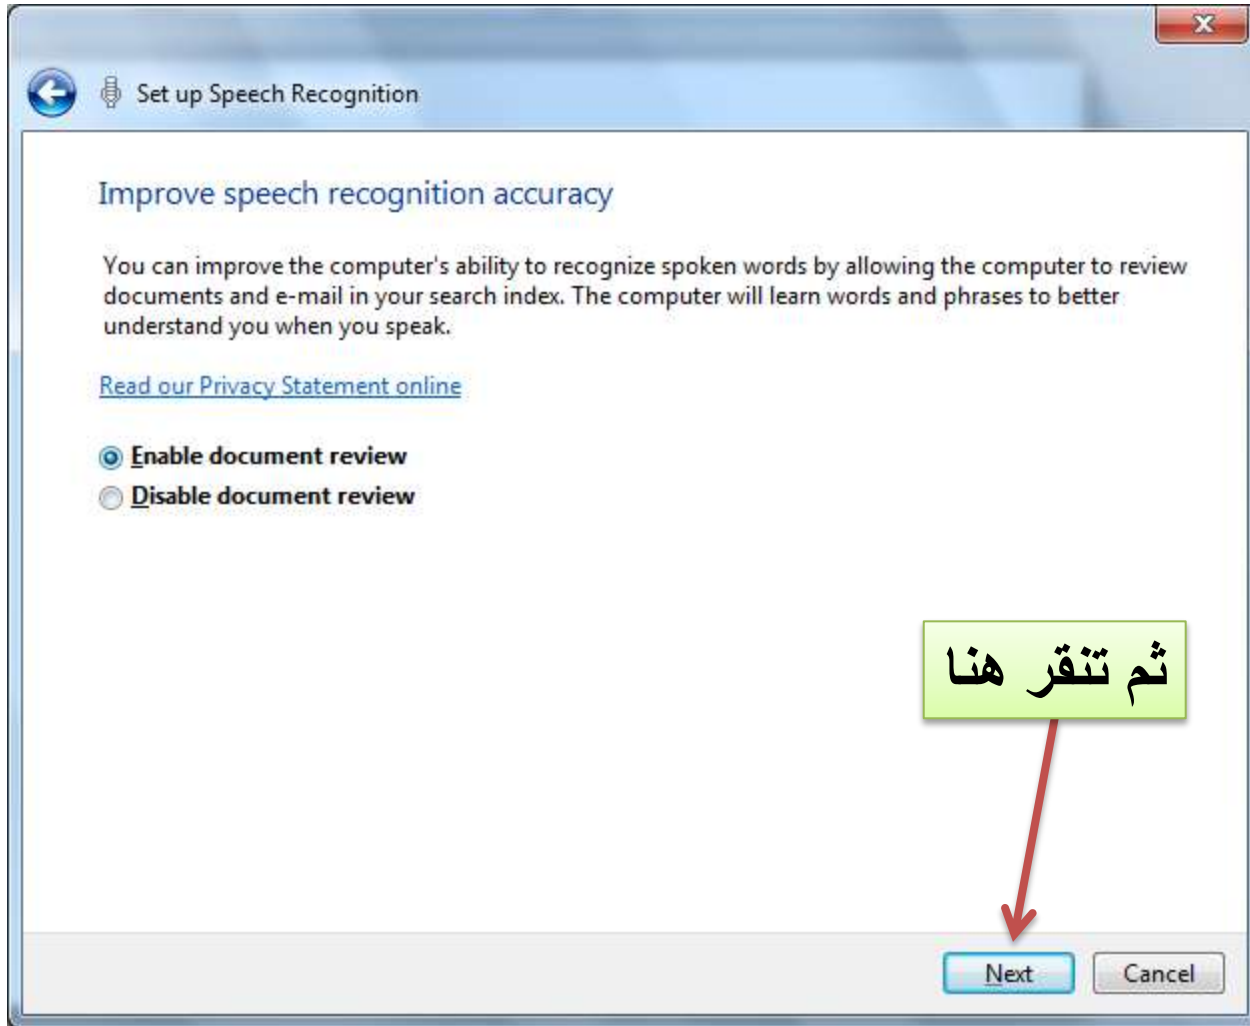 Set up Speech Recognition
Improve speech recognition accuracy
You can improve the computer's ability to recognize spoken words by allowing the computer to review
documents and e-mail in your search index. The computer will learn words and phrases to better
understand you when you speak.
Read our Privacy Statement online
Enable document review
Disable document review
ثم تنقر هنا
Next
Cancel